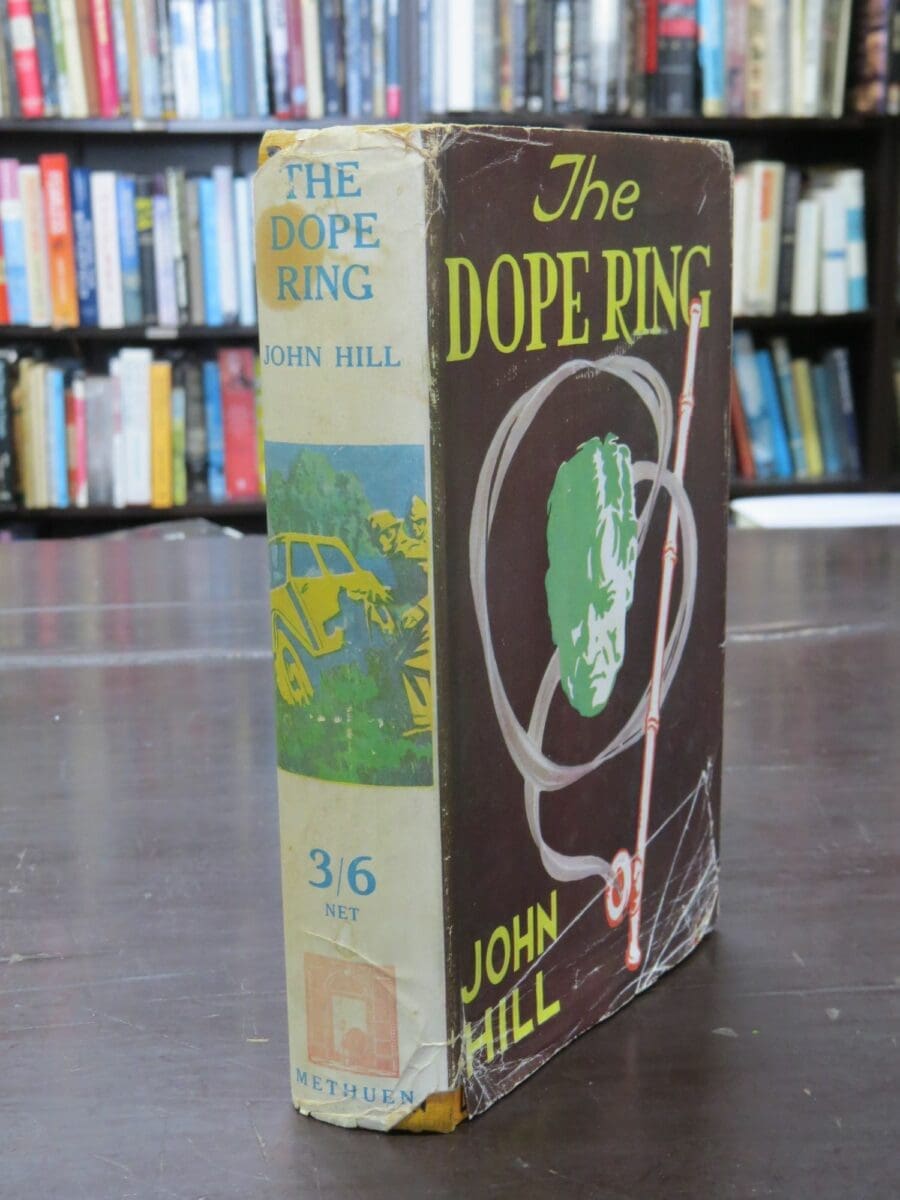 THE
DOPE
RING
JOHN HILL
3/6
NET
METHUEN
The
DOPE RING
JOHN
HILL